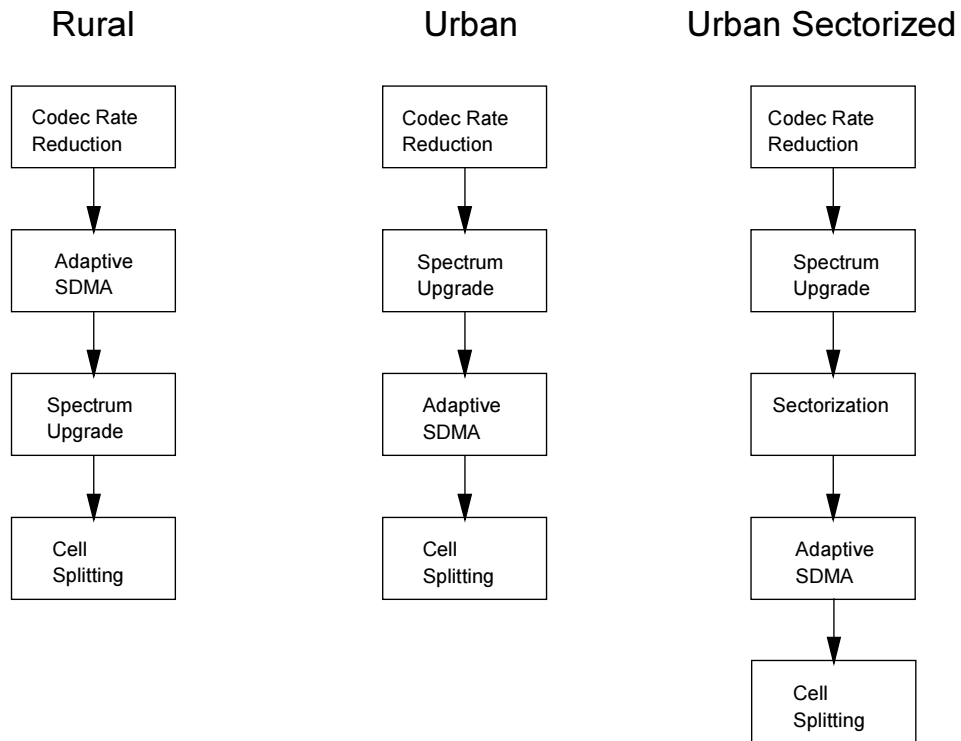 Rural
Codec Rate
Reduction
Adaptive
SDMA
Spectrum
Upgrade
Cell
Splitting
Urban
Codec Rate
Reduction
Spectrum
Upgrade
Adaptive
SDMA
Cell
Splitting
Urban Sectorized
Codec Rate
Reduction
Spectrum
Upgrade
Sectorization
Adaptive
SDMA
Cell
Splitting